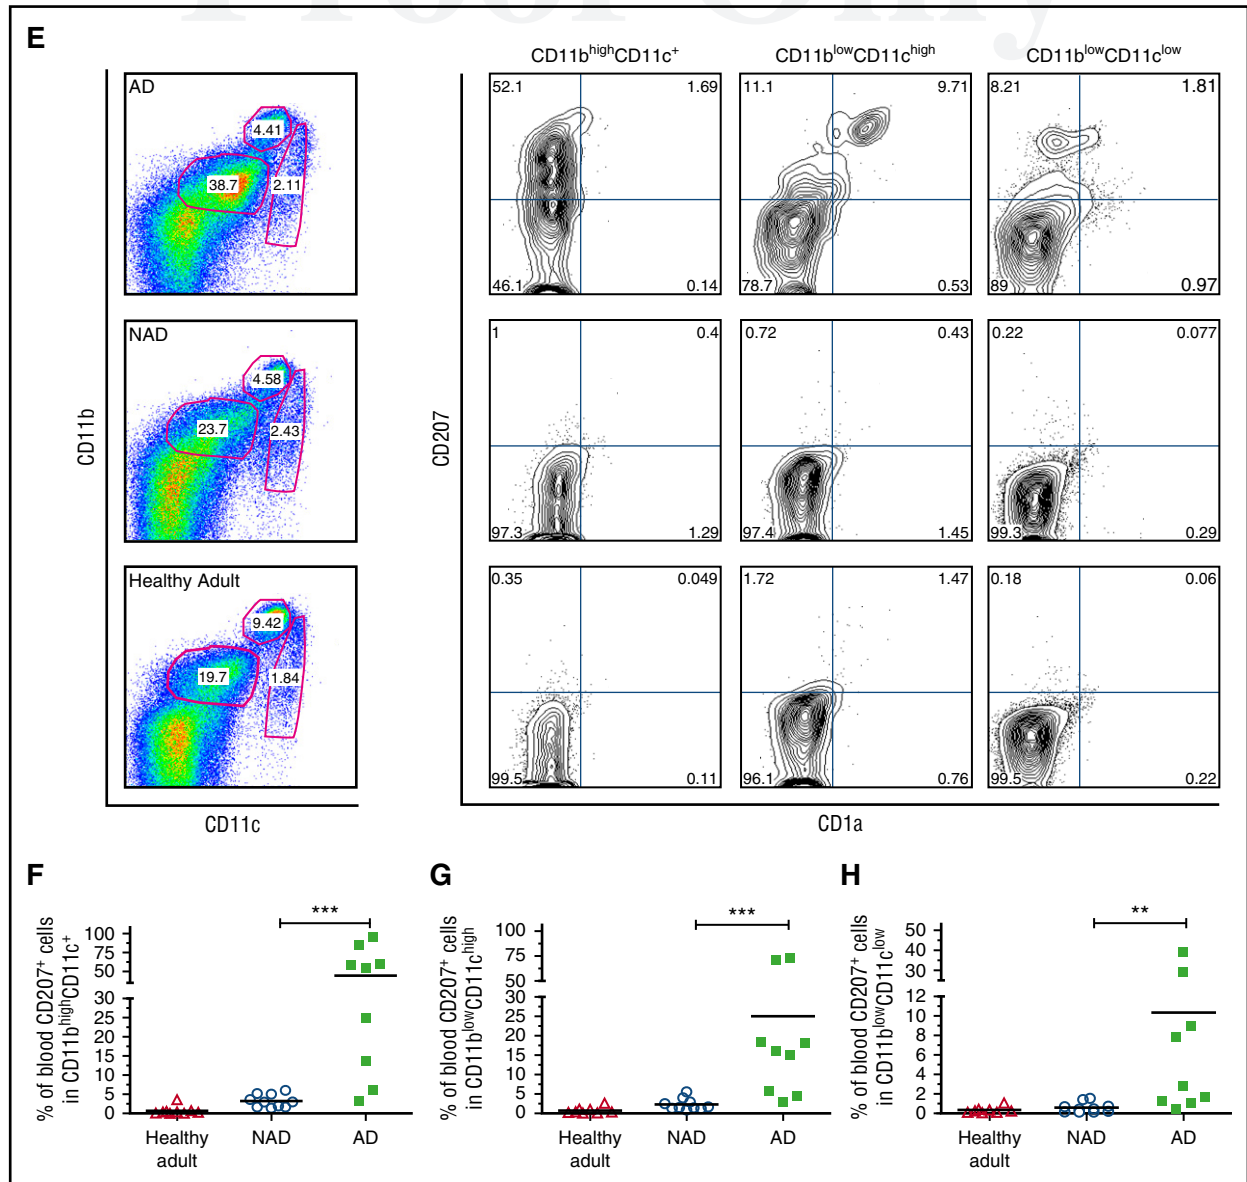 Proof Only
E
CD11b^high CD11c^+
CD11b^low CD11c^high
CD11b^low CD11c^low
AD
4.41
38.7
2.11
52.1
1.69
46.1
0.14
11.1
9.71
78.7
0.53
8.21
1.81
89
0.97
NAD
4.58
23.7
2.43
1
0.4
97.3
1.29
0.72
0.43
97.4
1.45
0.22
0.077
99.3
0.29
Healthy Adult
9.42
19.7
1.84
0.35
0.049
99.5
0.11
1.72
1.47
96.1
0.76
0.18
0.06
99.5
0.22
CD11b
CD207
CD11c
CD1a
F
% of blood CD207^+ cells
in CD11b^high CD11c^+
100
75
50
30
25
20
15
10
5
0
***
Healthy
adult
NAD
AD
G
% of blood CD207^+ cells
in CD11b^low CD11c^high
100
75
50
30
25
20
15
10
5
0
***
Healthy
adult
NAD
AD
H
% of blood CD207^+ cells
in CD11b^low CD11c^low
50
40
30
25
12
10
8
6
4
2
0
**
Healthy
adult
NAD
AD